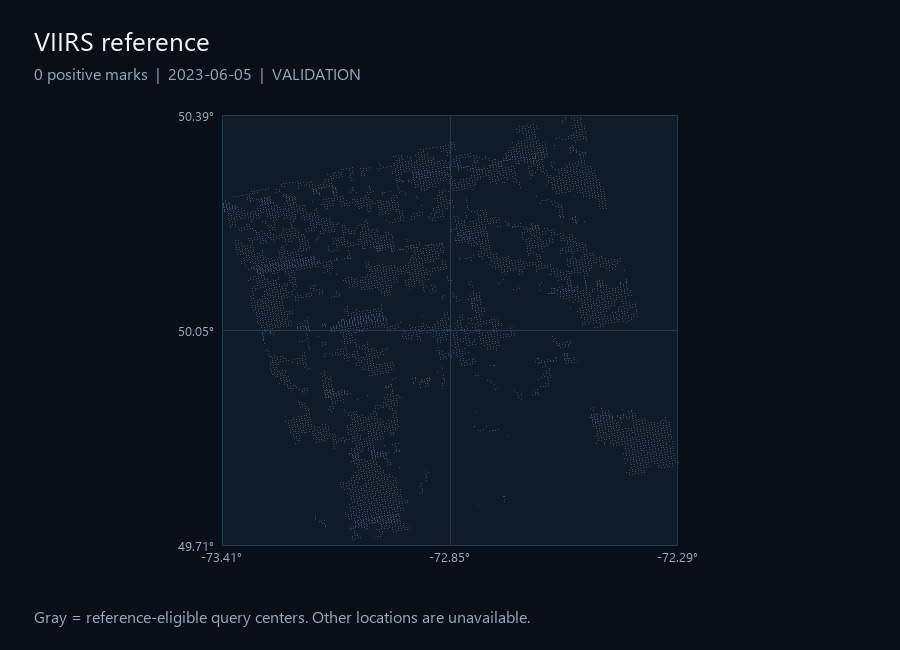 VIIRS reference
0 positive marks | 2023-06-05 | VALIDATION
50.39°
50.05°
49.71°
-73.41°
-72.85°
-72.29°
Gray = reference-eligible query centers. Other locations are unavailable.